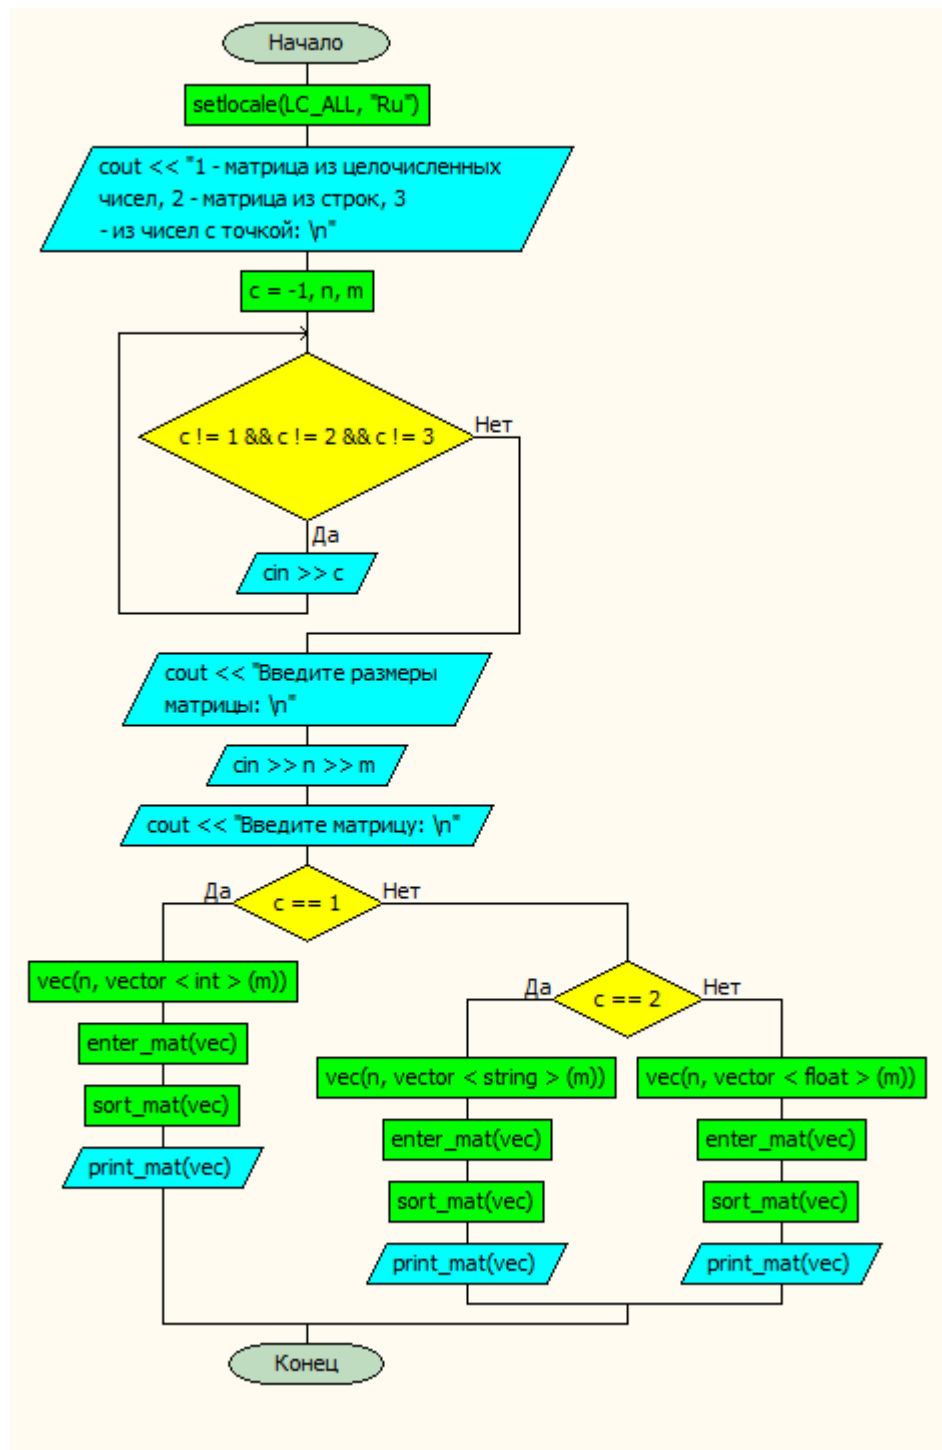 Начало
setlocale(LC_ALL, "Ru")
cout << "1 - матрица из целочисленных
чисел, 2 - матрица из строк, 3
- из чисел с точкой: \n"
c = -1, n, m
c != 1 && c != 2 && c != 3
Нет
Да
cin >> c
cout << "Введите размеры
матрицы: \n"
cin >> n >> m
cout << "Введите матрицу: \n"
Да
c == 1
Нет
vec(n, vector < int > (m))
enter_mat(vec)
sort_mat(vec)
print_mat(vec)
Да
c == 2
Нет
vec(n, vector < string > (m))
enter_mat(vec)
sort_mat(vec)
print_mat(vec)
vec(n, vector < float > (m))
enter_mat(vec)
sort_mat(vec)
print_mat(vec)
Конец